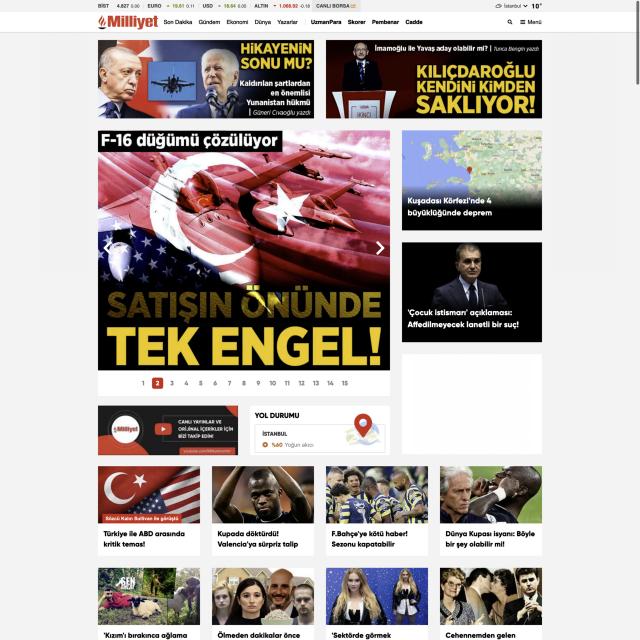 BİST 4.827 0.00 EURO 19.81 0.11 USD 18.64 0.05 ALTIN 1.068.92 -0.18 CANLI BORSA
İstanbul 10°
Milliyet Son Dakika Gündem Ekonomi Dünya Yazarlar UzmanPara Skorer Pembenar Cadde Menü
HİKAYENİN
SONU MU?
Kaldırılan şartlardan
en önemlisi
Yunanistan hükmü
| Güneri Cıvaoğlu yazdı
İmamoğlu ile Yavaş aday olabilir mi? | Tunca Bengin yazdı
KILIÇDAROĞLU
KENDİNİ KİMDEN
SAKLIYOR!
İKİNCİ
F-16 düğümü çözülüyor
SATIŞIN ÖNÜNDE
TEK ENGEL!
1 2 3 4 5 6 7 8 9 10 11 12 13 14 15
Kuşadası Körfezi'nde 4
büyüklüğünde deprem
'Çocuk istismarı' açıklaması:
Affedilmeyecek lanetli bir suç!
Milliyet
CANLI YAYINLAR VE
ORİJİNAL İÇERİKLER İÇİN
BİZİ TAKİP EDİN!
YOL DURUMU
İSTANBUL
%60 Yoğun akıcı
Sözcü Kalın Sullivan ile görüştü
Türkiye ile ABD arasında
kritik temas!
Kupada döktürdü!
Valencia'ya sürpriz talip
F.Bahçe'ye kötü haber!
Sezonu kapatabilir
Dünya Kupası isyanı: Böyle
bir şey olabilir mi!
'Kızım'ı bırakınca ağlama
Ölmeden dakikalar önce
'Sektörde görmek
Cehennemden gelen